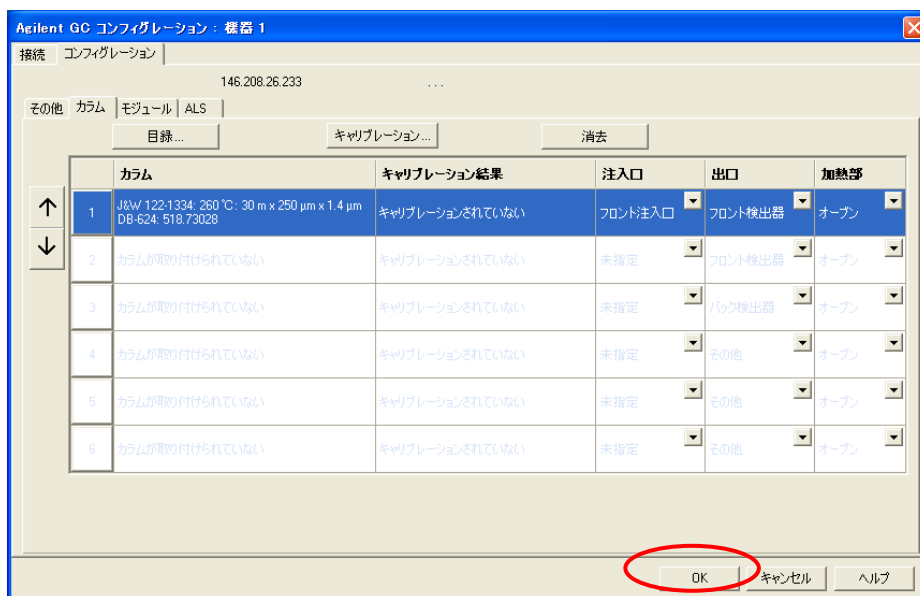 Agilent GC コンフィグレーション : 機器 1
接続 コンフィグレーション
146.208.26.233 ...
その他 カラム モジュール ALS
目録... キャリブレーション... 消去
カラム キャリブレーション結果 注入口 出口 加熱部
1 J&W 122-1334: 260 ℃: 30 m x 250 µm x 1.4 µm
DB-624: 518.73028 キャリブレーションされていない フロント注入口 フロント検出器 オーブン
2 カラムが取り付けられていない キャリブレーションされていない 未指定 フロント検出器 オーブン
3 カラムが取り付けられていない キャリブレーションされていない 未指定 バック検出器 オーブン
4 カラムが取り付けられていない キャリブレーションされていない 未指定 その他 オーブン
5 カラムが取り付けられていない キャリブレーションされていない 未指定 その他 オーブン
6 カラムが取り付けられていない キャリブレーションされていない 未指定 その他 オーブン
OK キャンセル ヘルプ